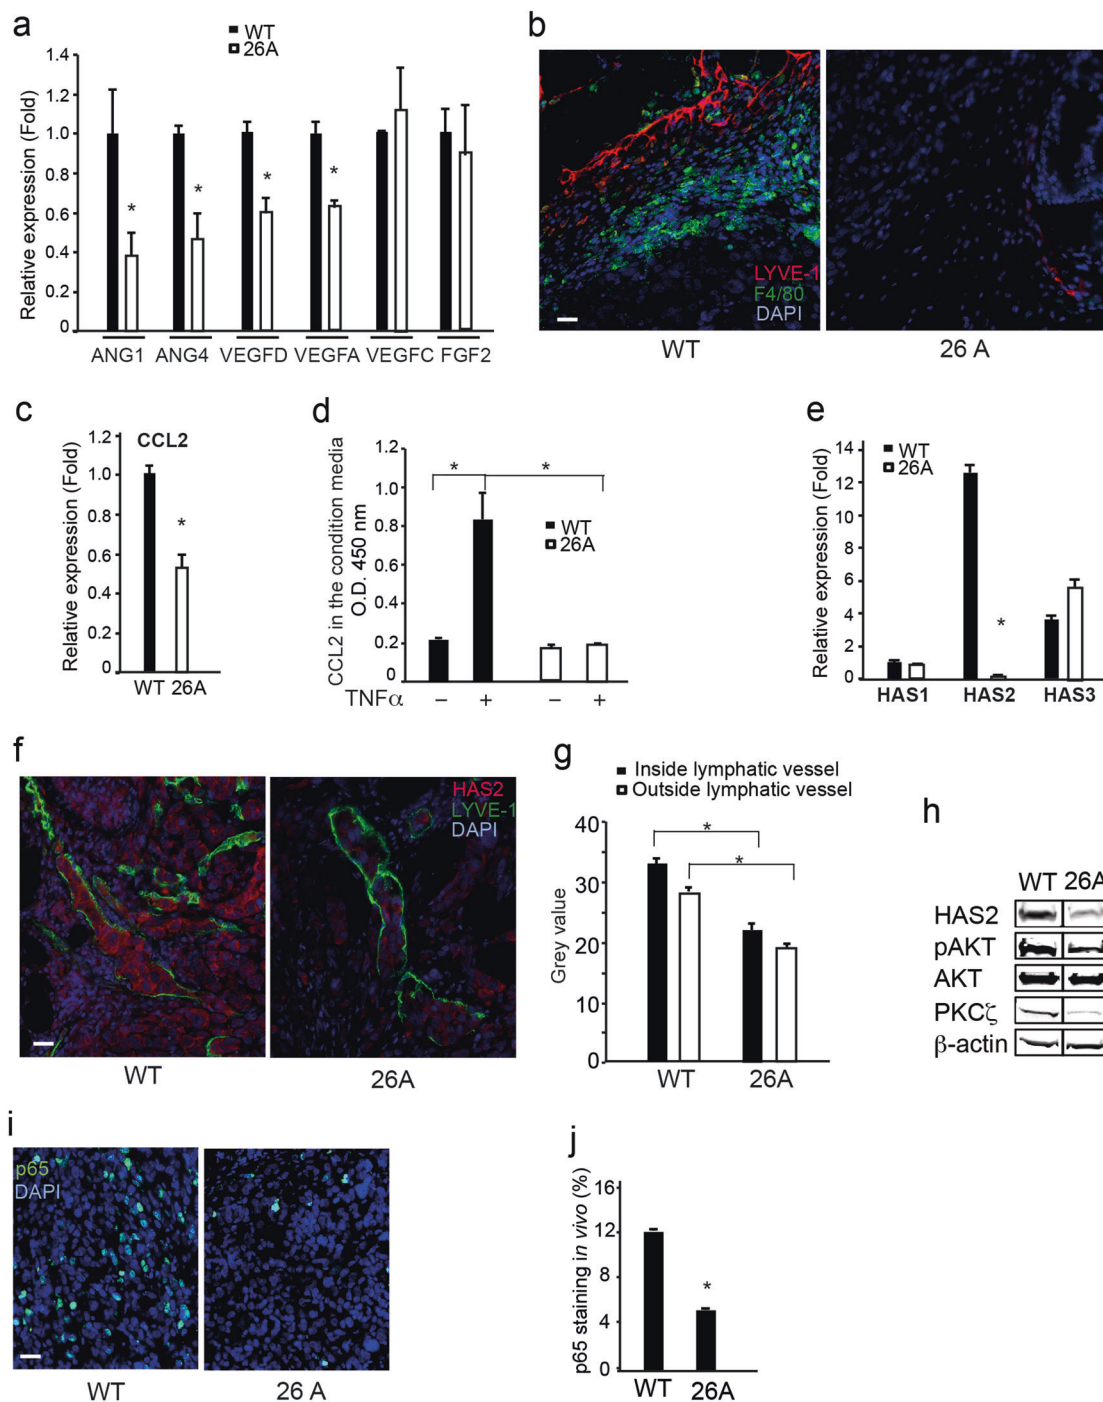 a
WT
26A
Relative expression (Fold)
1.4
1.2
1.0
0.8
0.6
0.4
0.2
0
*
*
*
*
ANG1 ANG4 VEGFD VEGFA VEGFC FGF2
b
LYVE-1
F4/80
DAPI
WT 26 A
c
CCL2
Relative expression (Fold)
1.2
1.0
0.8
0.6
0.4
0.2
0
*
WT 26A
d
CCL2 in the condition media
O.D. 450 nm
1.2
1.0
0.8
0.6
0.4
0.2
0
* *
WT
26A
TNFα – + – +
e
WT
26A
Relative expression (Fold)
14
12
10
8
6
4
2
0
*
HAS1 HAS2 HAS3
f
HAS2
LYVE-1
DAPI
WT 26A
g
Inside lymphatic vessel
Outside lymphatic vessel
Grey value
40
30
20
10
0
*
*
WT 26A
h
WT 26A
HAS2
pAKT
AKT
PKCζ
β-actin
i
p65
DAPI
WT 26 A
j
p65 staining in vivo (%)
16
12
8
4
0
*
WT 26A